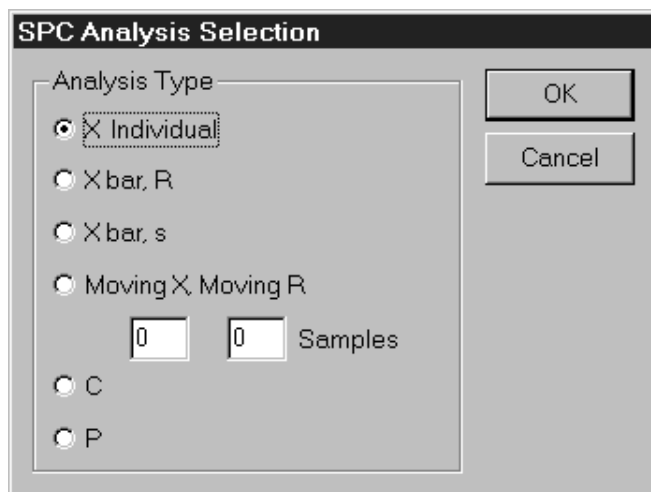 SPC Analysis Selection
Analysis Type
X Individual
X bar, R
X bar, s
Moving X, Moving R
0 0 Samples
C
P
OK
Cancel